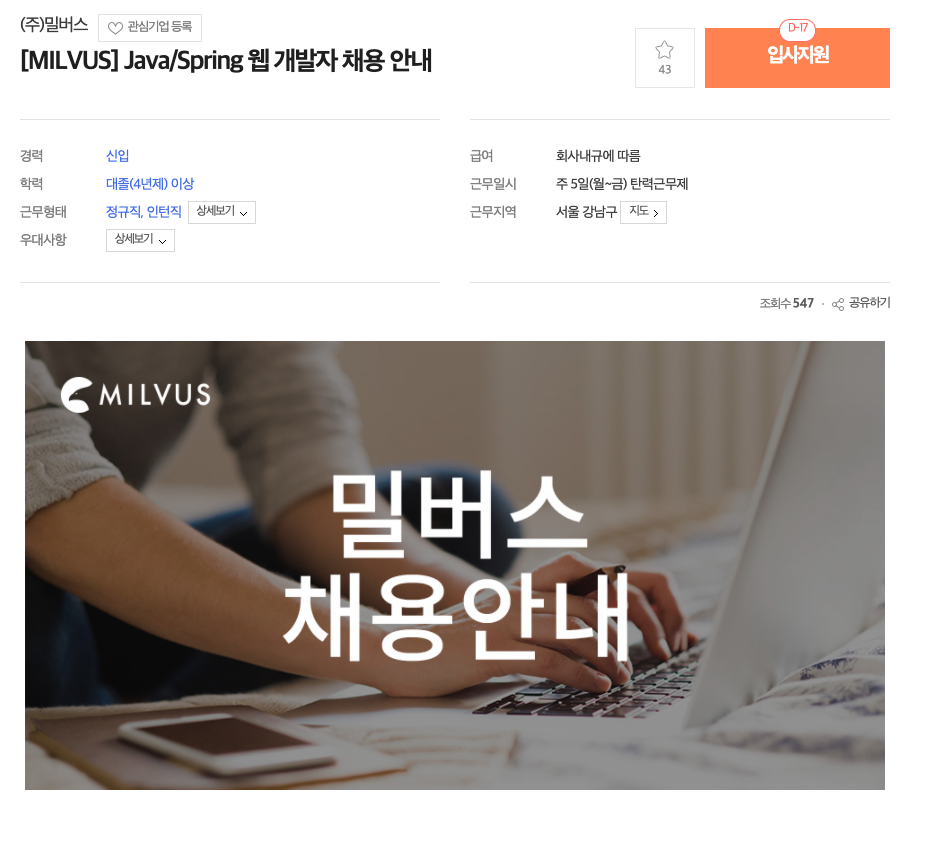 (주)밀버스 관심기업 등록
[MILVUS] Java/Spring 웹 개발자 채용 안내
43
D-17
입사지원
경력 신입
학력 대졸(4년제) 이상
근무형태 정규직, 인턴직 상세보기
우대사항 상세보기
급여 회사내규에 따름
근무일시 주 5일(월~금) 탄력근무제
근무지역 서울 강남구 지도
조회수 547 · 공유하기
MILVUS
밀버스
채용안내